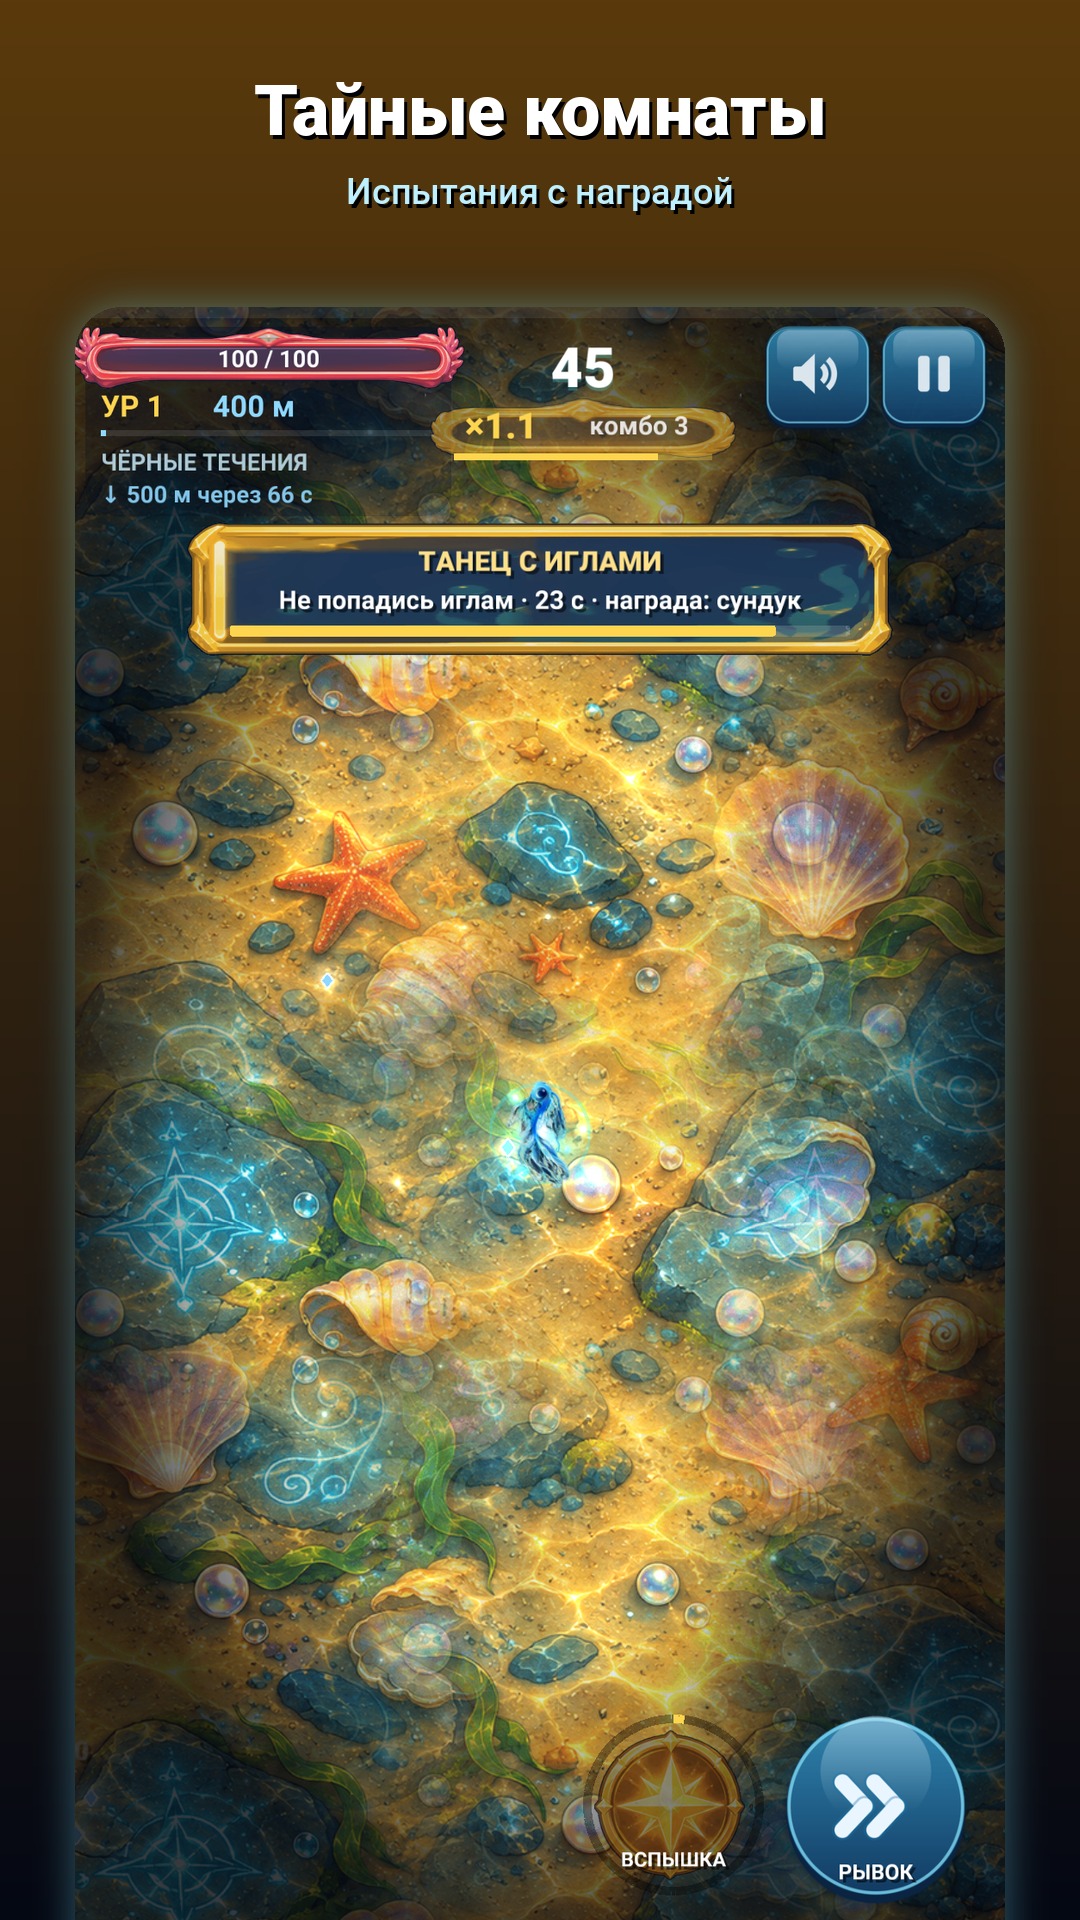 Тайные комнаты
Испытания с наградой
100 / 100
45
УР 1 400 м
×1.1 комбо 3
ЧЁРНЫЕ ТЕЧЕНИЯ
↓ 500 м через 66 с
ТАНЕЦ С ИГЛАМИ
Не попадись иглам · 23 с · награда: сундук
ВСПЫШКА
РЫВОК